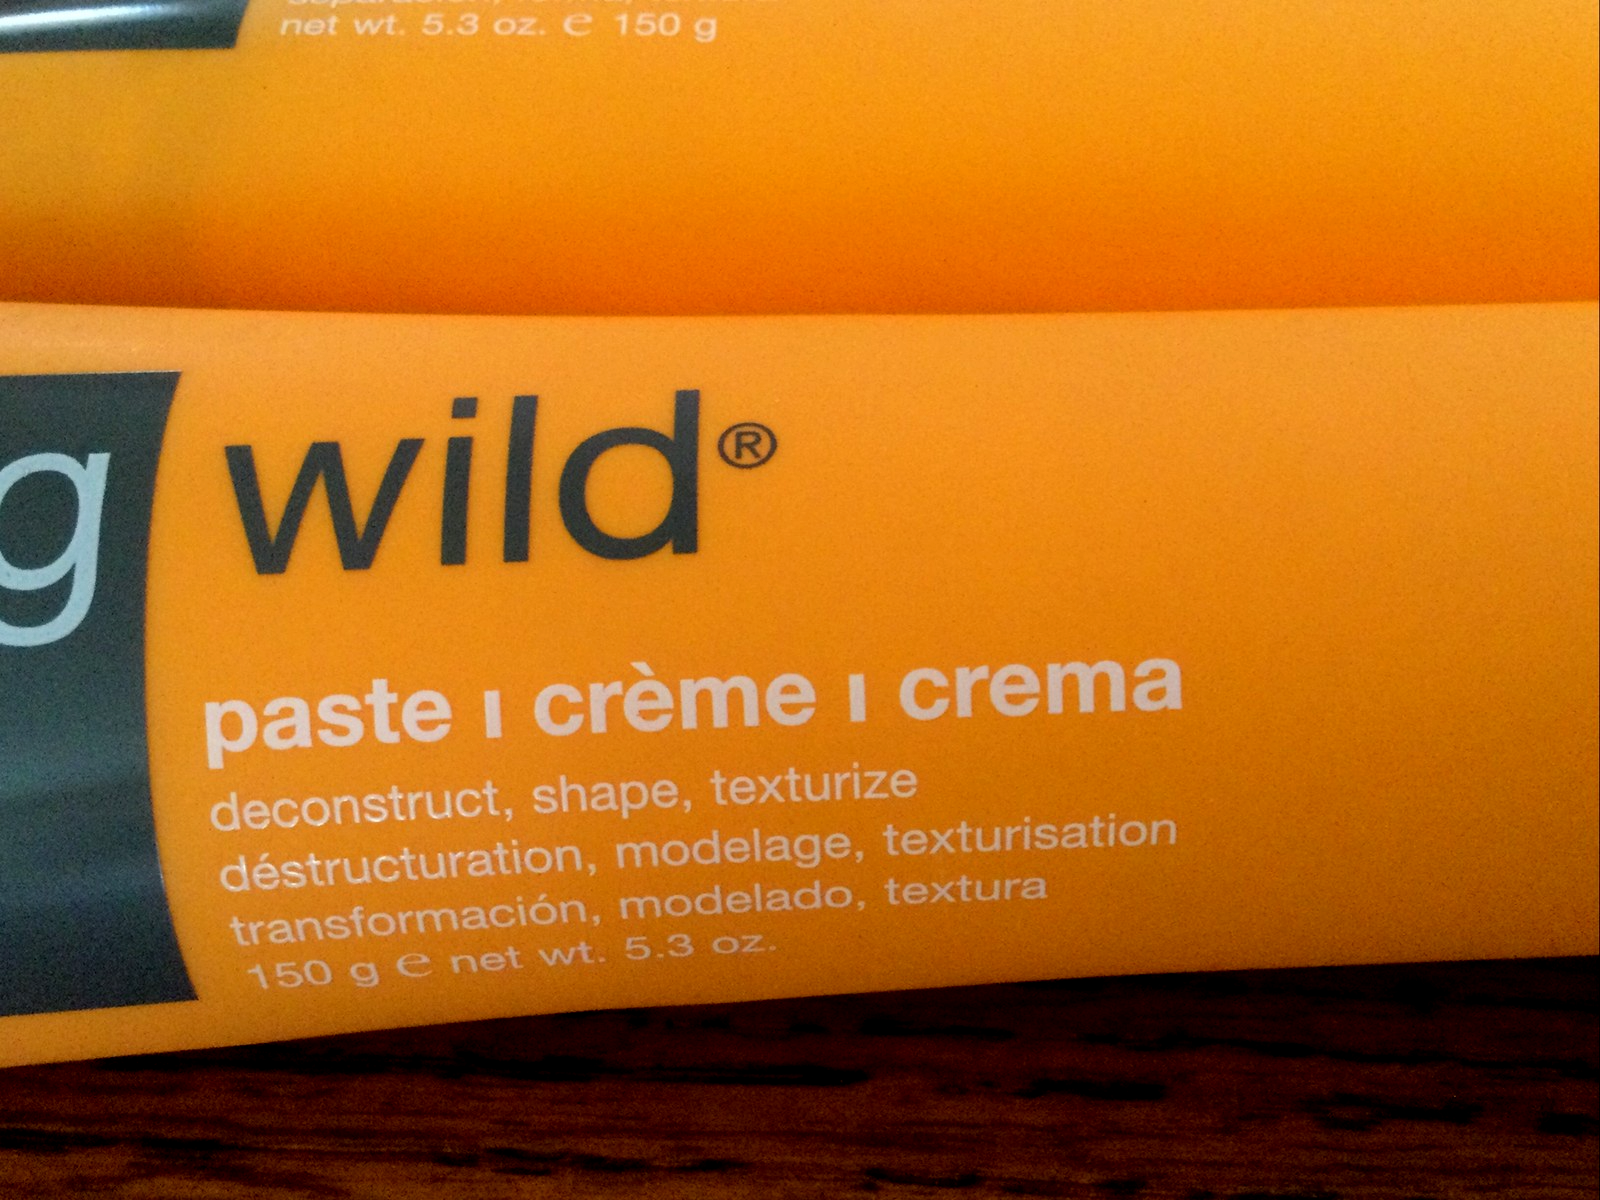 net wt. 5.3 oz. e 150 g
g wild®
paste ı crème ı crema
deconstruct, shape, texturize
déstructuration, modelage, texturisation
transformación, modelado, textura
150 g e net wt. 5.3 oz.